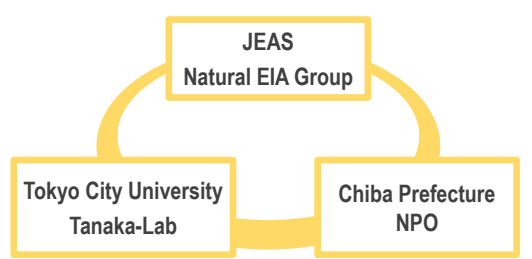 JEAS
Natural EIA Group
Tokyo City University
Tanaka-Lab
Chiba Prefecture
NPO